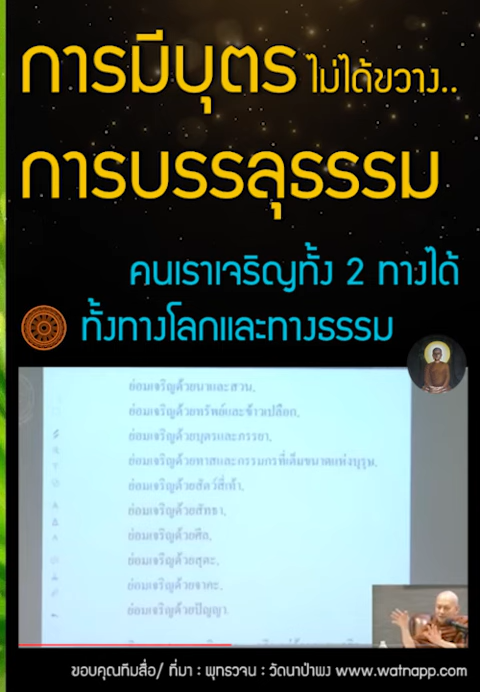 การมีบุตร ไม่ได้ขวาง..
การบรรลุธรรม
คนเราเจริญทั้ง 2 ทางได้
ทั้งทางโลกและทางธรรม
ย่อมเจริญด้วยนาและสวน,
ย่อมเจริญด้วยทรัพย์และข้าวเปลือก,
ย่อมเจริญด้วยบุตรและภรรยา,
ย่อมเจริญด้วยทาสและกรรมกรที่เต็มขนาดแห่งบุรุษ,
ย่อมเจริญด้วยสัตว์สี่เท้า,
ย่อมเจริญด้วยสัทธา,
ย่อมเจริญด้วยศีล,
ย่อมเจริญด้วยสุตะ,
ย่อมเจริญด้วยจาคะ,
ย่อมเจริญด้วยปัญญา.
ขอบคุณทีมสื่อ/ ที่มา : พุทธวจน : วัดนาป่าพง www.watnapp.com